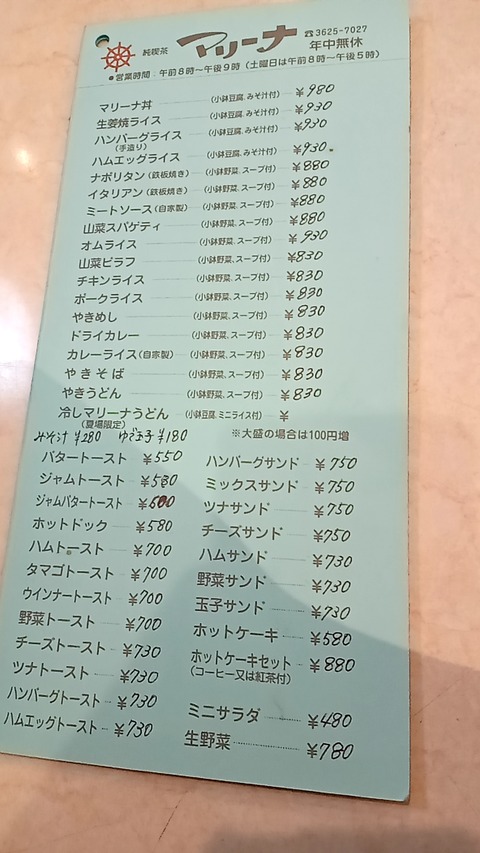 純喫茶 マリーナ ☎3625-7027
年中無休
●営業時間：午前8時〜午後9時（土曜日は午前8時〜午後5時）
マリーナ丼 (小鉢豆腐、みそ汁付) ¥980
生姜焼ライス (小鉢豆腐、みそ汁付) ¥930
ハンバーグライス (小鉢豆腐、みそ汁付) ¥930
(手造り)
ハムエッグライス (小鉢豆腐、みそ汁付) ¥930
ナポリタン(鉄板焼き) (小鉢野菜、スープ付) ¥880
イタリアン(鉄板焼き) (小鉢野菜、スープ付) ¥880
ミートソース(自家製) (小鉢野菜、スープ付) ¥880
山菜スパゲティ (小鉢野菜、スープ付) ¥880
オムライス (小鉢野菜、スープ付) ¥930
山菜ピラフ (小鉢野菜、スープ付) ¥830
チキンライス (小鉢野菜、スープ付) ¥830
ポークライス (小鉢野菜、スープ付) ¥830
やきめし (小鉢野菜、スープ付) ¥830
ドライカレー (小鉢野菜、スープ付) ¥830
カレーライス(自家製) (小鉢野菜、スープ付) ¥830
やきそば (小鉢野菜、スープ付) ¥830
やきうどん (小鉢野菜、スープ付) ¥830
冷しマリーナうどん (小鉢豆腐、ミニライス付) ¥
(夏場限定)
みそ汁 ¥280 ゆで玉子 ¥180
※大盛の場合は100円増
バタートースト ¥550
ジャムトースト ¥580
ジャムバタートースト
ホットドック ¥580
ハムトースト ¥700
タマゴトースト ¥700
ウインナートースト ¥700
野菜トースト ¥700
チーズトースト ¥730
ツナトースト ¥730
ハンバーグトースト ¥730
ハムエッグトースト ¥730
ハンバーグサンド ¥750
ミックスサンド ¥750
ツナサンド ¥750
チーズサンド ¥750
ハムサンド ¥730
野菜サンド ¥730
玉子サンド ¥730
ホットケーキ ¥580
ホットケーキセット ¥880
(コーヒー又は紅茶付)
ミニサラダ ¥480
生野菜 ¥780